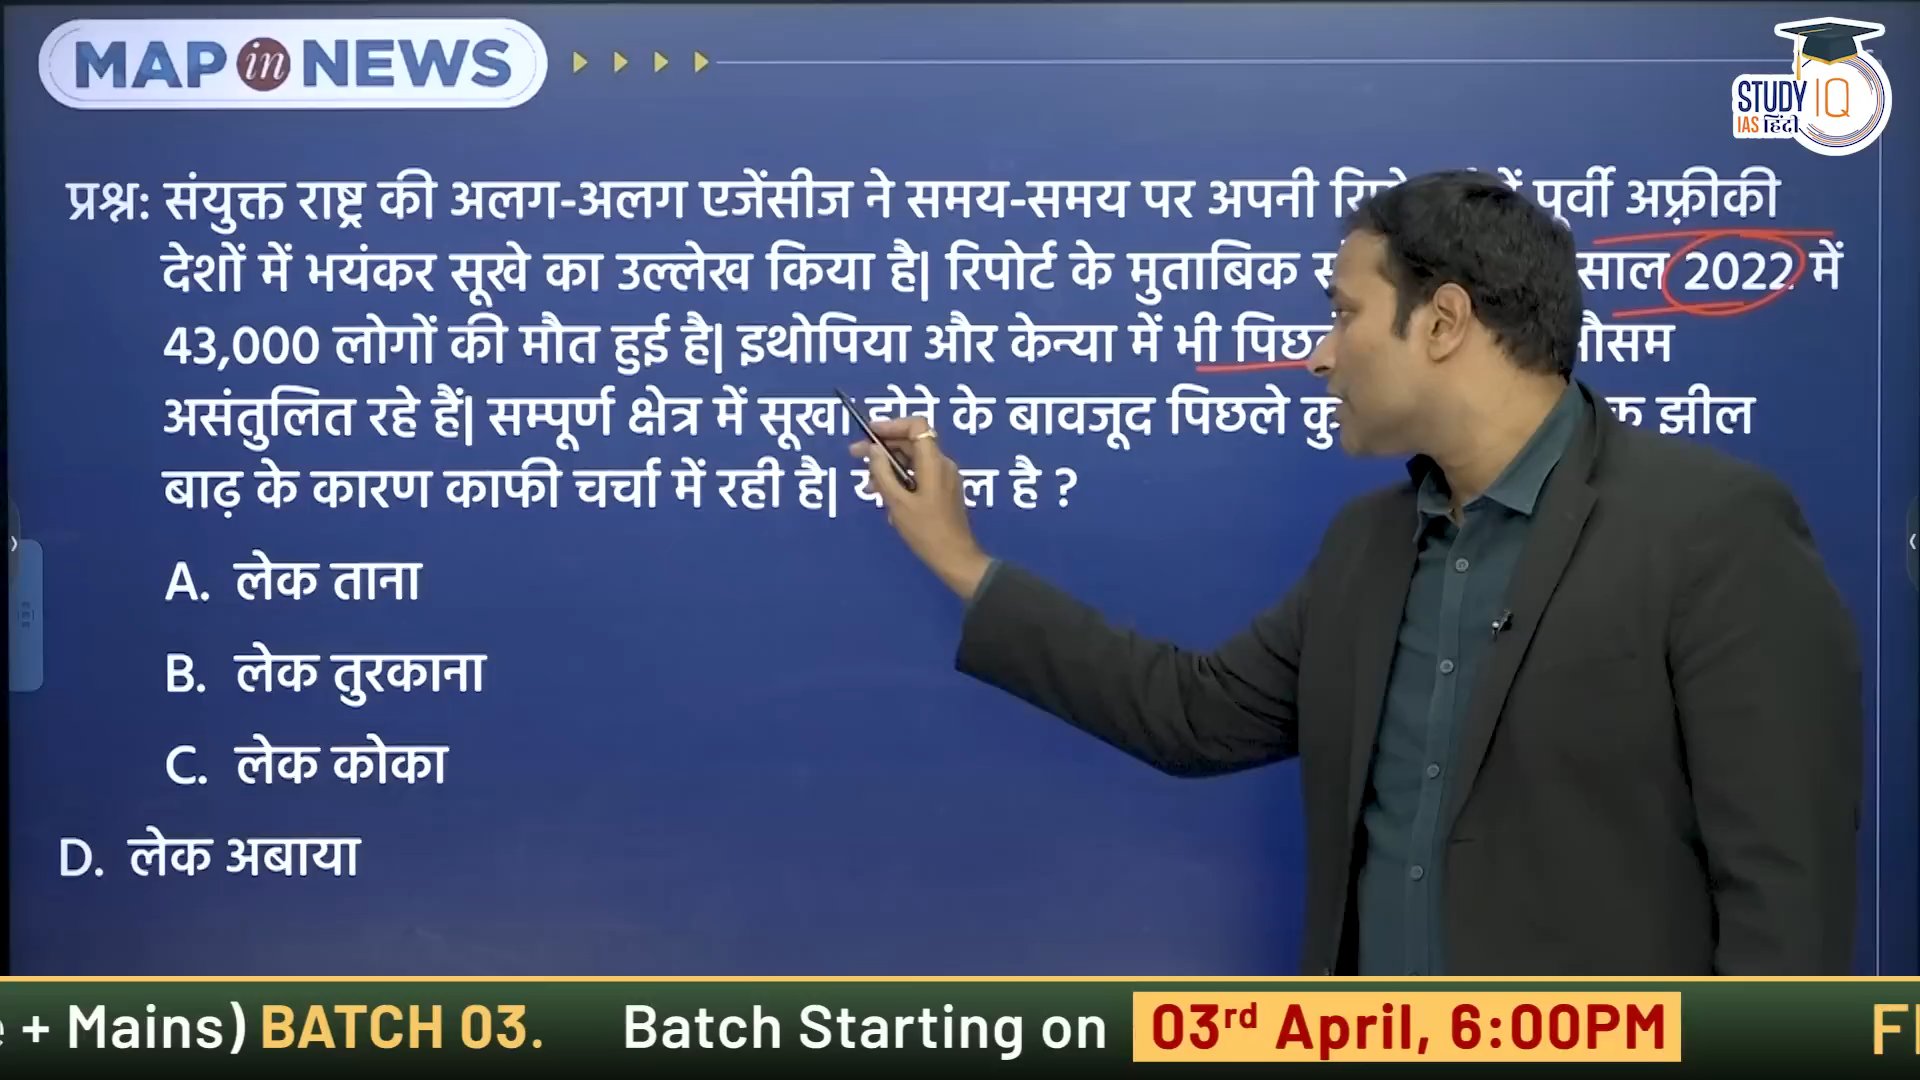 MAP in NEWS
STUDY IQ
IAS हिंदी
प्रश्न: संयुक्त राष्ट्र की अलग-अलग एजेंसीज ने समय-समय पर अपनी में पूर्वी अफ़्रीकी
देशों में भयंकर सूखे का उल्लेख किया है| रिपोर्ट के मुताबिक साल 2022 में
43,000 लोगों की मौत हुई है| इथोपिया और केन्या में भी मौसम
असंतुलित रहे हैं| सम्पूर्ण क्षेत्र में सूखा होने के बावजूद पिछले झील
बाढ़ के कारण काफी चर्चा में रही है| है ?
A. लेक ताना
B. लेक तुरकाना
C. लेक कोका
D. लेक अबाया
+ Mains) BATCH 03. Batch Starting on 03rd April, 6:00PM